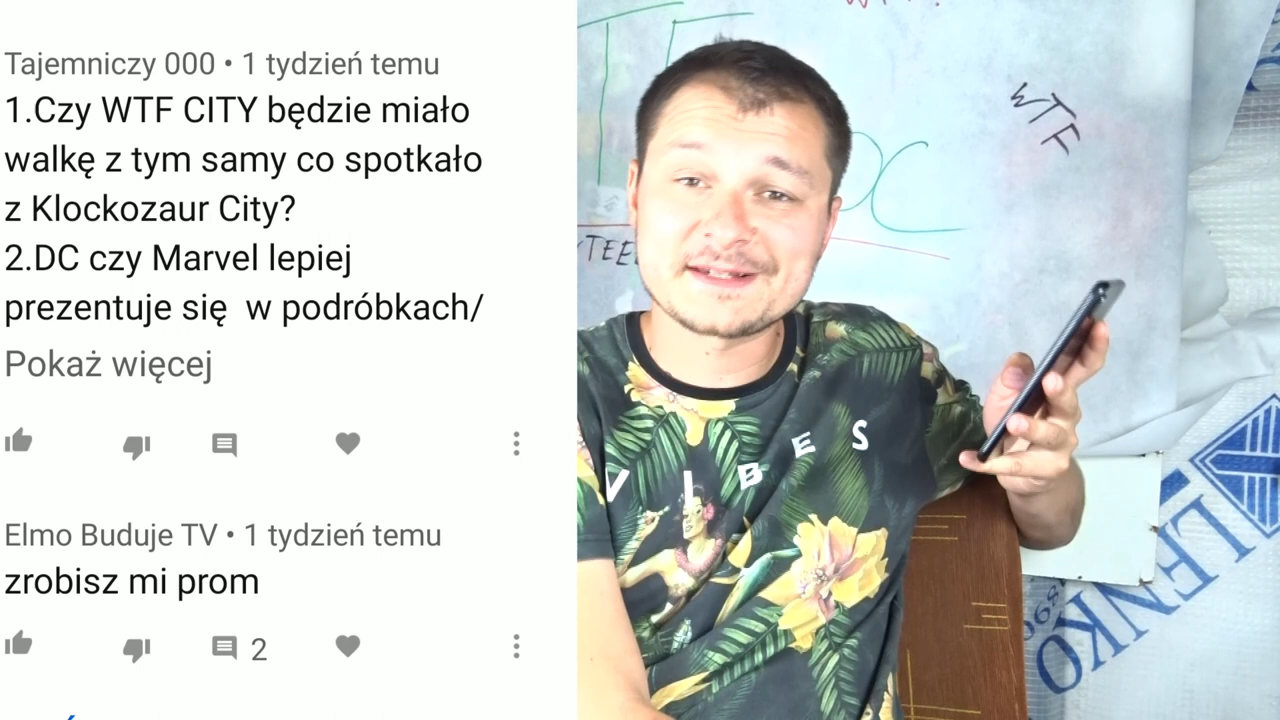 Tajemniczy 000 • 1 tydzień temu
1.Czy WTF CITY będzie miało
walkę z tym samy co spotkało
z Klockozaur City?
2.DC czy Marvel lepiej
prezentuje się w podróbkach/
Pokaż więcej
Elmo Buduje TV • 1 tydzień temu
zrobisz mi prom
2
WTF
VIBES
LENKO